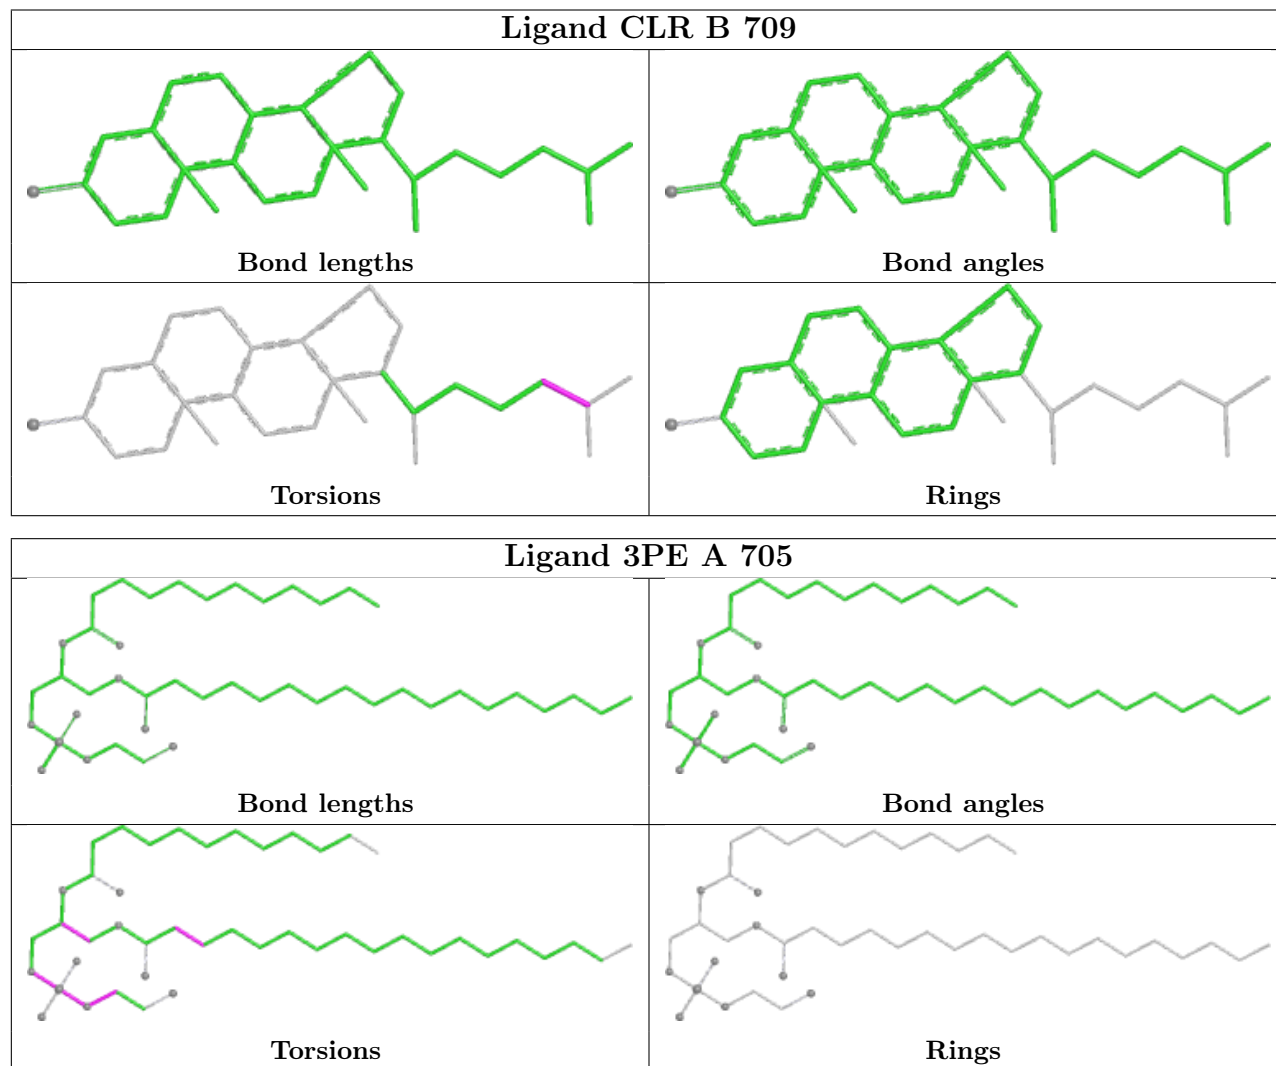 Ligand CLR B 709
Bond lengths
Bond angles
Torsions
Rings
Ligand 3PE A 705
Bond lengths
Bond angles
Torsions
Rings